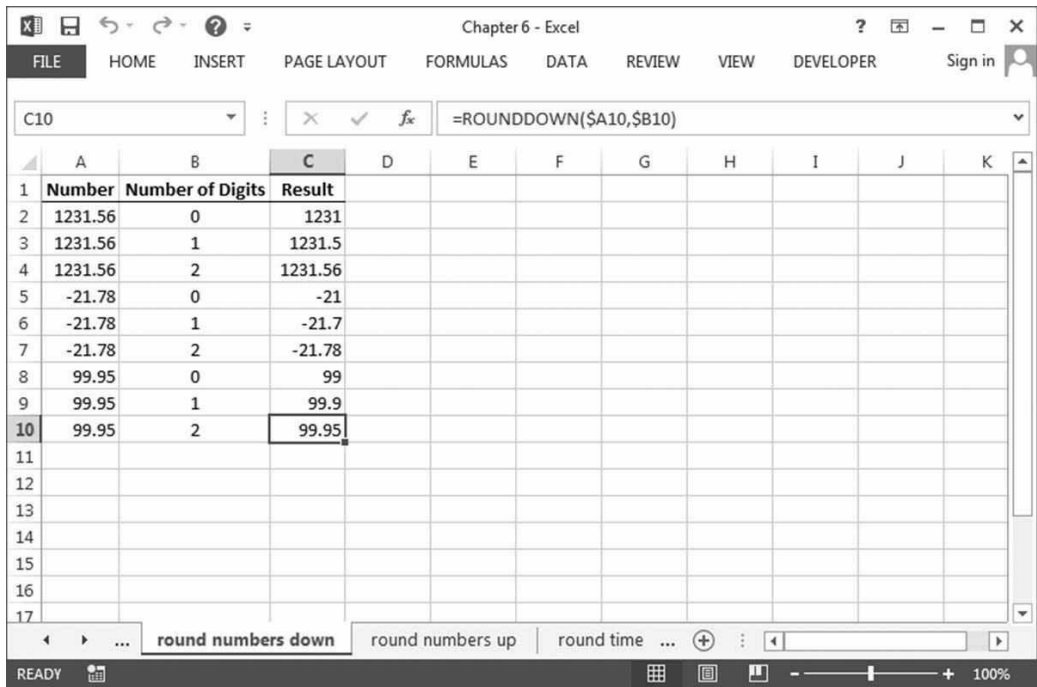 Chapter 6 - Excel
FILE HOME INSERT PAGE LAYOUT FORMULAS DATA REVIEW VIEW DEVELOPER Sign in
C10 fx =ROUNDDOWN($A10,$B10)
A B C D E F G H I J K
1 Number Number of Digits Result
2 1231.56 0 1231
3 1231.56 1 1231.5
4 1231.56 2 1231.56
5 -21.78 0 -21
6 -21.78 1 -21.7
7 -21.78 2 -21.78
8 99.95 0 99
9 99.95 1 99.9
10 99.95 2 99.95
11
12
13
14
15
16
17
... round numbers down round numbers up round time ...
READY 100%